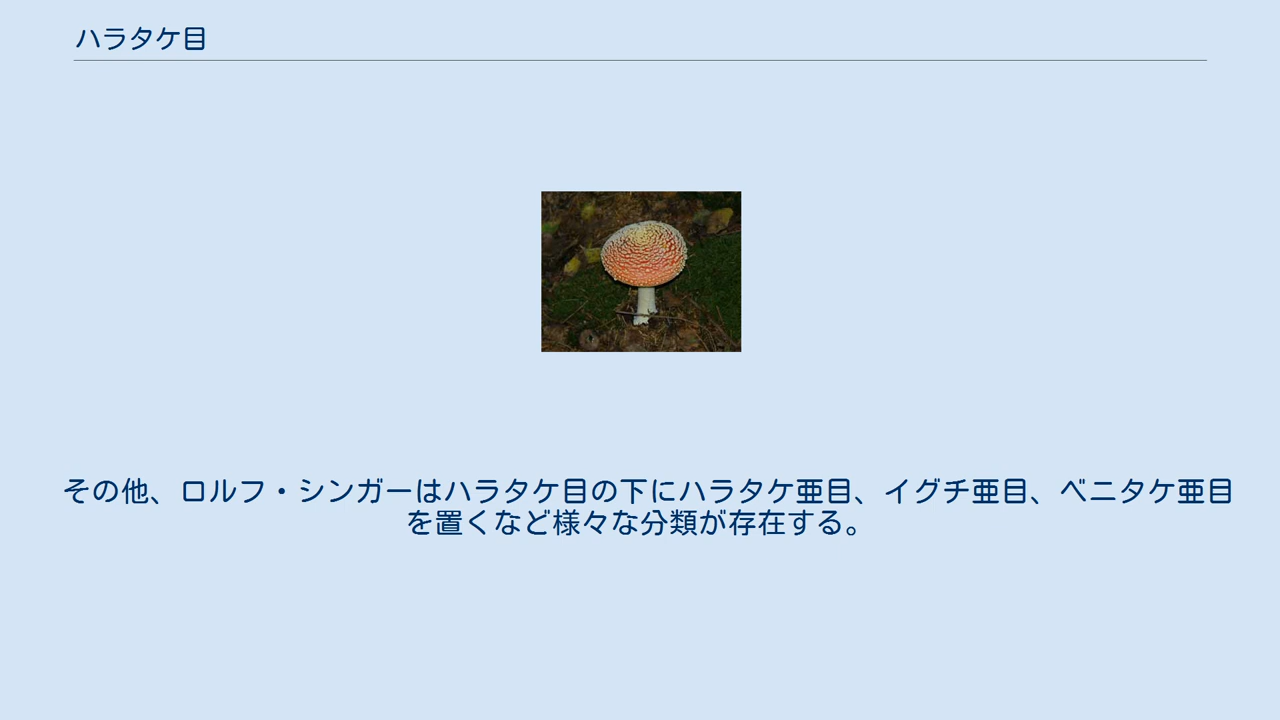 ハラタケ目
その他、ロルフ・シンガーはハラタケ目の下にハラタケ亜目、イグチ亜目、ベニタケ亜目
を置くなど様々な分類が存在する。